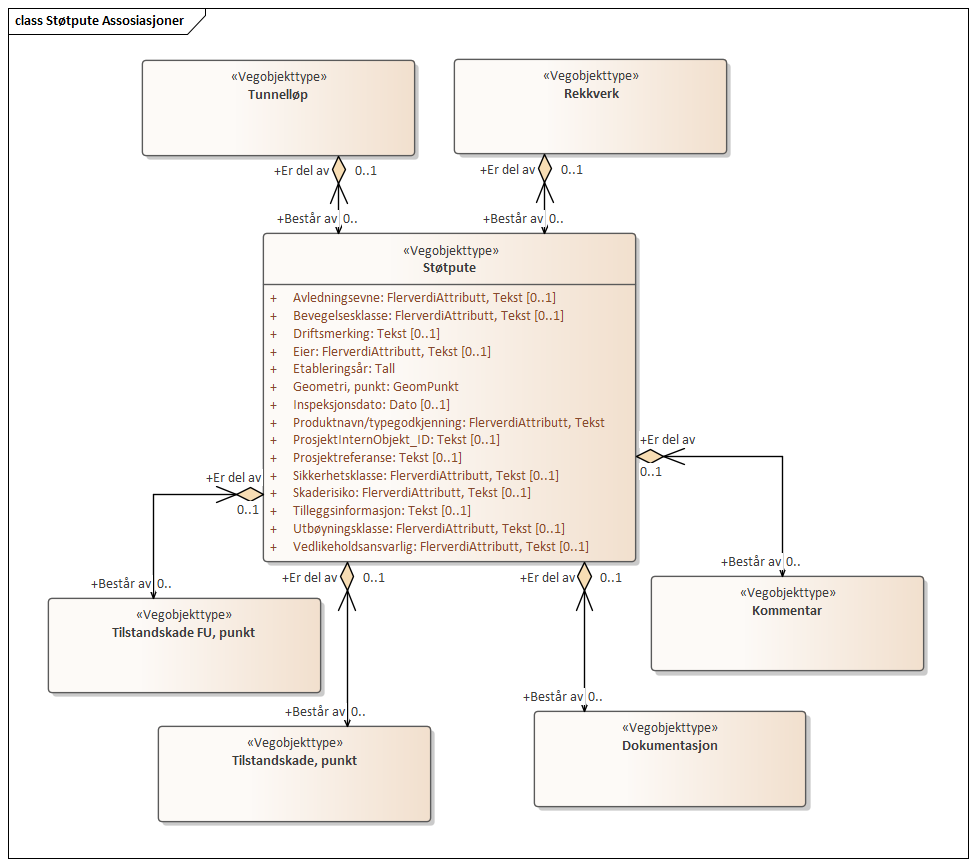 class Støtpute Assosiasjoner
«Vegobjekttype»
Tunnelløp
«Vegobjekttype»
Rekkverk
+Er del av 0..1
+Er del av 0..1
+Består av 0..
+Består av 0..
«Vegobjekttype»
Støtpute
+ Avledningsevne: FlerverdiAttributt, Tekst [0..1]
+ Bevegelsesklasse: FlerverdiAttributt, Tekst [0..1]
+ Driftsmerking: Tekst [0..1]
+ Eier: FlerverdiAttributt, Tekst [0..1]
+ Etableringsår: Tall
+ Geometri, punkt: GeomPunkt
+ Inspeksjonsdato: Dato [0..1]
+ Produktnavn/typegodkjenning: FlerverdiAttributt, Tekst
+ ProsjektInternObjekt_ID: Tekst [0..1]
+ Prosjektreferanse: Tekst [0..1]
+ Sikkerhetsklasse: FlerverdiAttributt, Tekst [0..1]
+ Skaderisiko: FlerverdiAttributt, Tekst [0..1]
+ Tilleggsinformasjon: Tekst [0..1]
+ Utbøyningsklasse: FlerverdiAttributt, Tekst [0..1]
+ Vedlikeholdsansvarlig: FlerverdiAttributt, Tekst [0..1]
+Er del av
0..1
+Er del av
0..1
+Består av 0..
+Er del av 0..1
+Er del av 0..1
+Består av 0..
«Vegobjekttype»
Kommentar
«Vegobjekttype»
Tilstandskade FU, punkt
+Består av 0..
+Består av 0..
«Vegobjekttype»
Tilstandskade, punkt
«Vegobjekttype»
Dokumentasjon